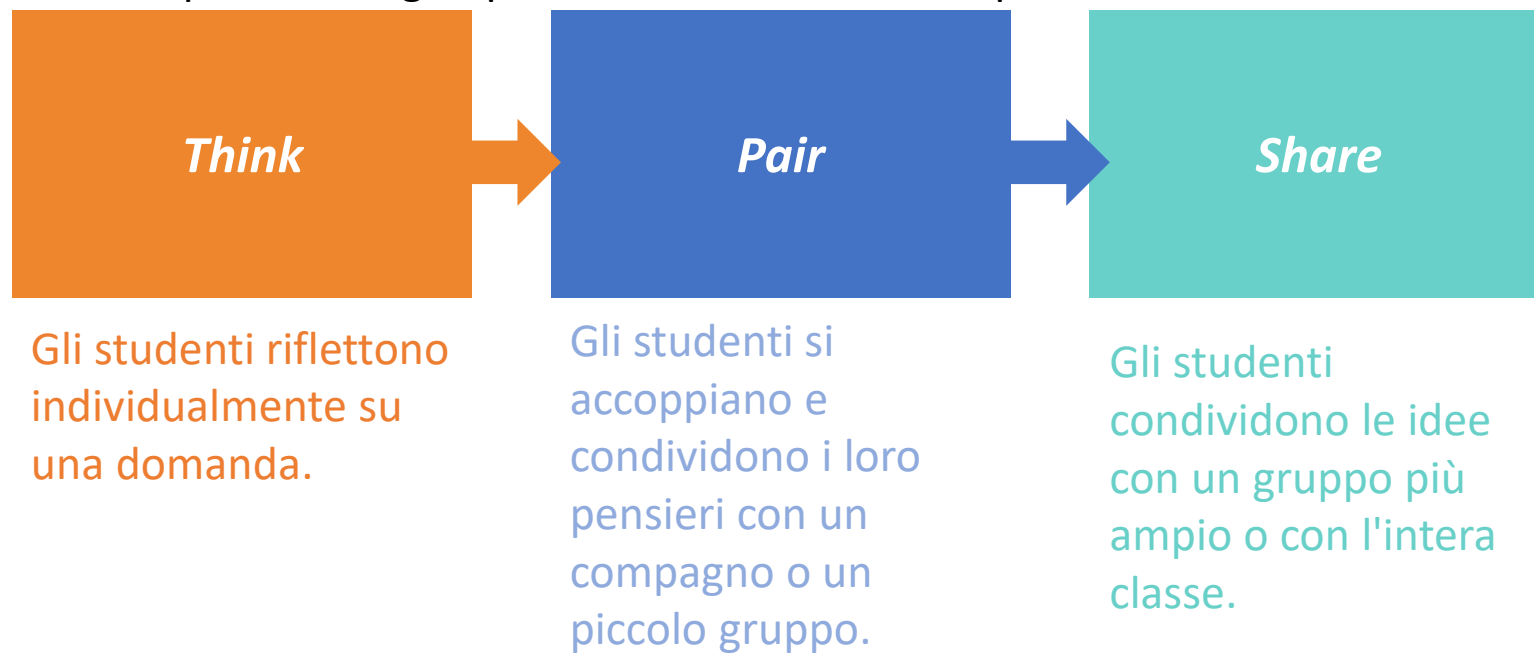 Think
Pair
Share
Gli studenti riflettono
individualmente su
una domanda.
Gli studenti si
accoppiano e
condividono i loro
pensieri con un
compagno o un
piccolo gruppo.
Gli studenti
condividono le idee
con un gruppo più
ampio o con l'intera
classe.